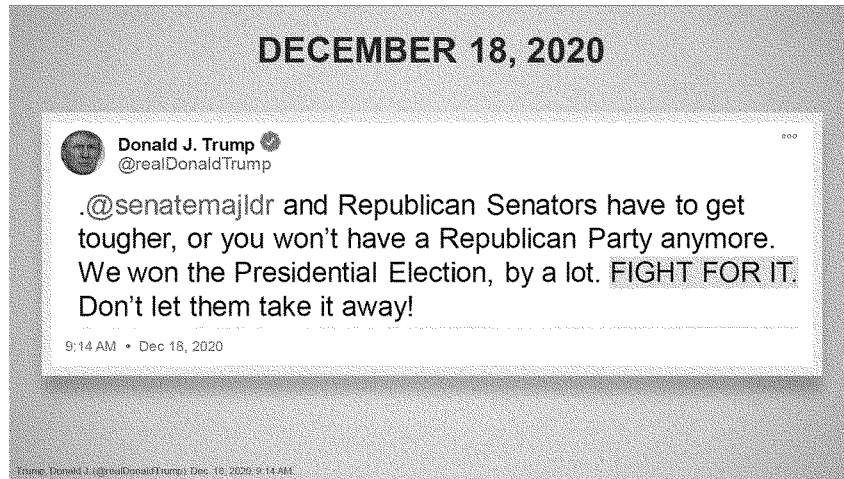 DECEMBER 18, 2020
Donald J. Trump
@realDonaldTrump
.@senatemajldr and Republican Senators have to get
tougher, or you won't have a Republican Party anymore.
We won the Presidential Election, by a lot. FIGHT FOR IT.
Don't let them take it away!
9:14 AM • Dec 18, 2020
Trump, Donald J. (@realDonaldTrump). Dec. 18, 2020, 9:14 AM.